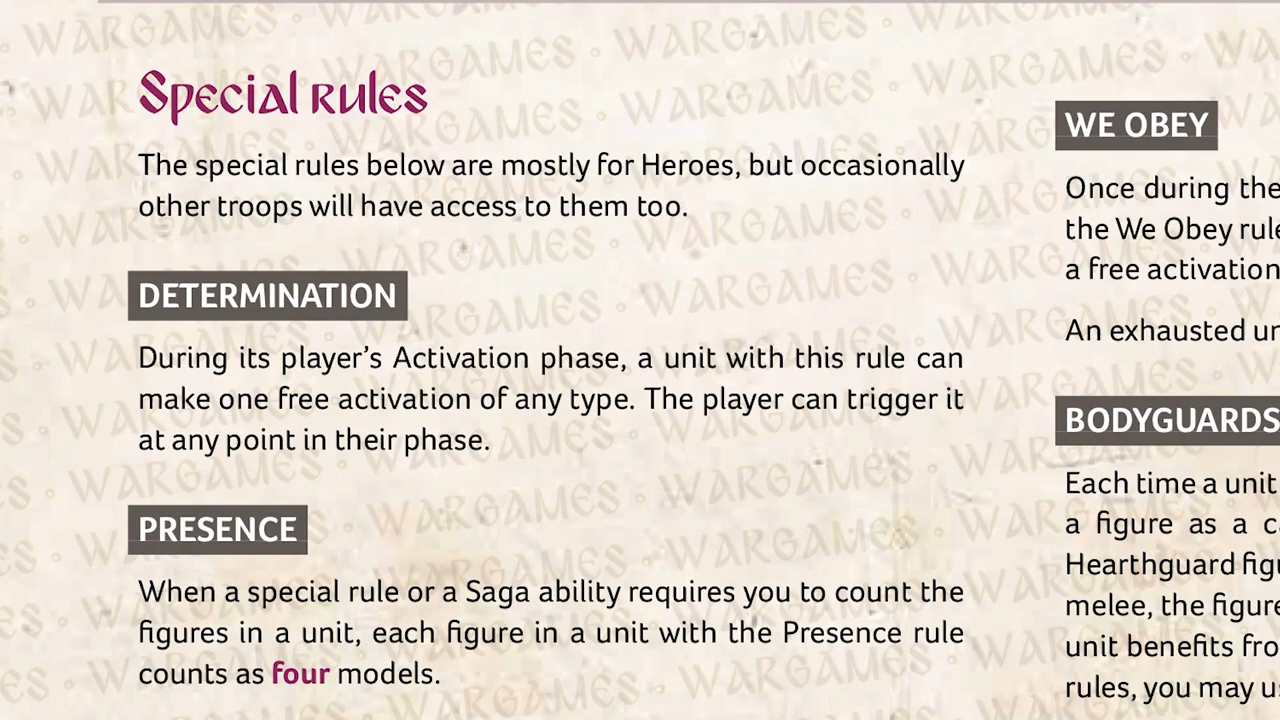 Special rules
The special rules below are mostly for Heroes, but occasionally
other troops will have access to them too.
DETERMINATION
During its player’s Activation phase, a unit with this rule can
make one free activation of any type. The player can trigger it
at any point in their phase.
PRESENCE
When a special rule or a Saga ability requires you to count the
figures in a unit, each figure in a unit with the Presence rule
counts as four models.
WE OBEY
Once during the
the We Obey
a free activation
An exhausted
BODYGUARDS
Each time a unit
a figure as a
Hearthguard
melee, the
unit benefits
rules, you may